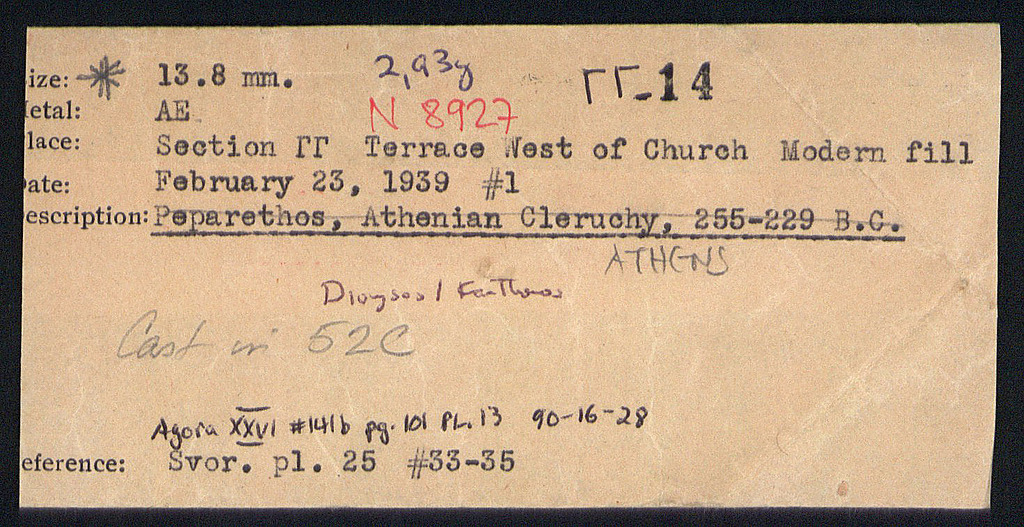 ize: * 13.8 mm. 2,93g ΓΓ-14
etal: AE N 8927
lace: Section ΓΓ Terrace West of Church Modern fill
ate: February 23, 1939 #1
escription: Peparethos, Athenian Cleruchy, 255-229 B.C.
ATHENS
Dionysos / Kantharos
Cast in 52C
Agora XXVI #141b pg. 101 PL. 13 90-16-28
eference: Svor. pl. 25 #33-35